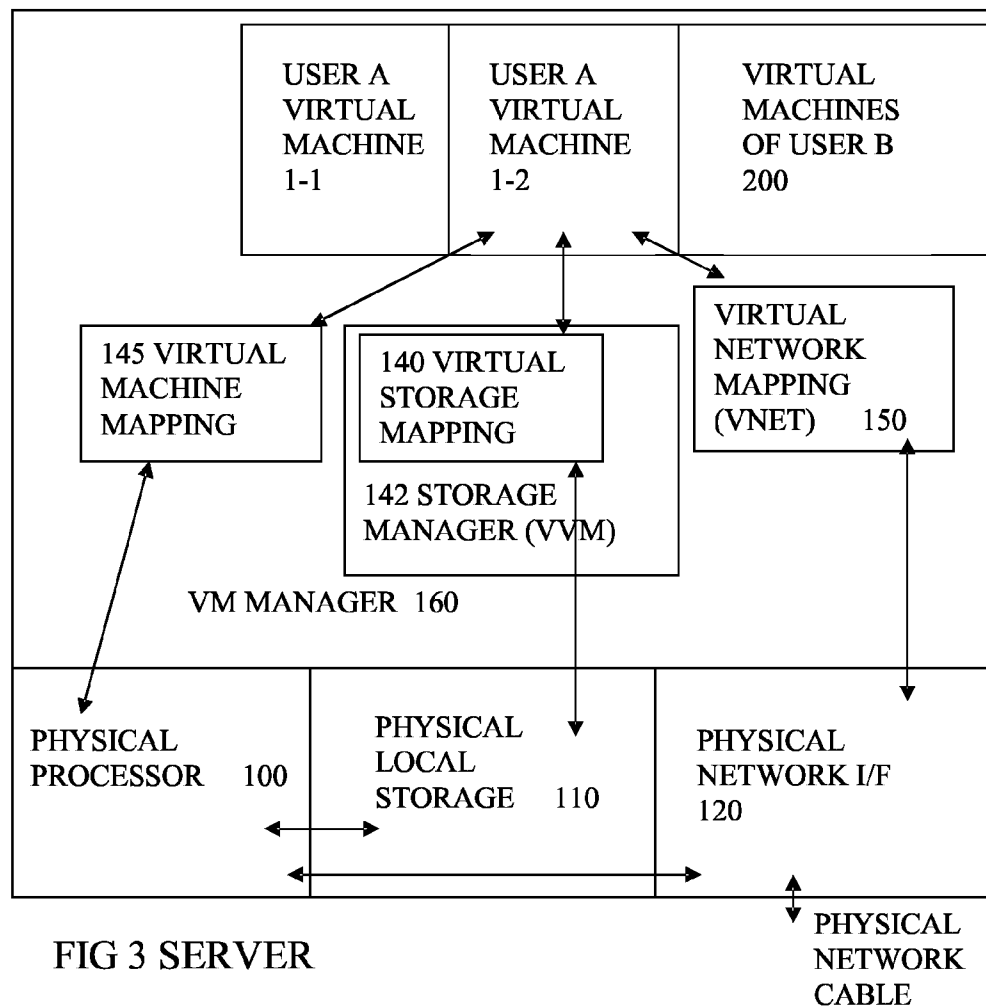 USER A
VIRTUAL
MACHINE
1-1
USER A
VIRTUAL
MACHINE
1-2
VIRTUAL
MACHINES
OF USER B
200
145 VIRTUAL
MACHINE
MAPPING
140 VIRTUAL
STORAGE
MAPPING
142 STORAGE
MANAGER (VVM)
VIRTUAL
NETWORK
MAPPING
(VNET) 150
VM MANAGER 160
PHYSICAL
PROCESSOR 100
PHYSICAL
LOCAL
STORAGE 110
PHYSICAL
NETWORK I/F
120
FIG 3 SERVER
PHYSICAL
NETWORK
CABLE